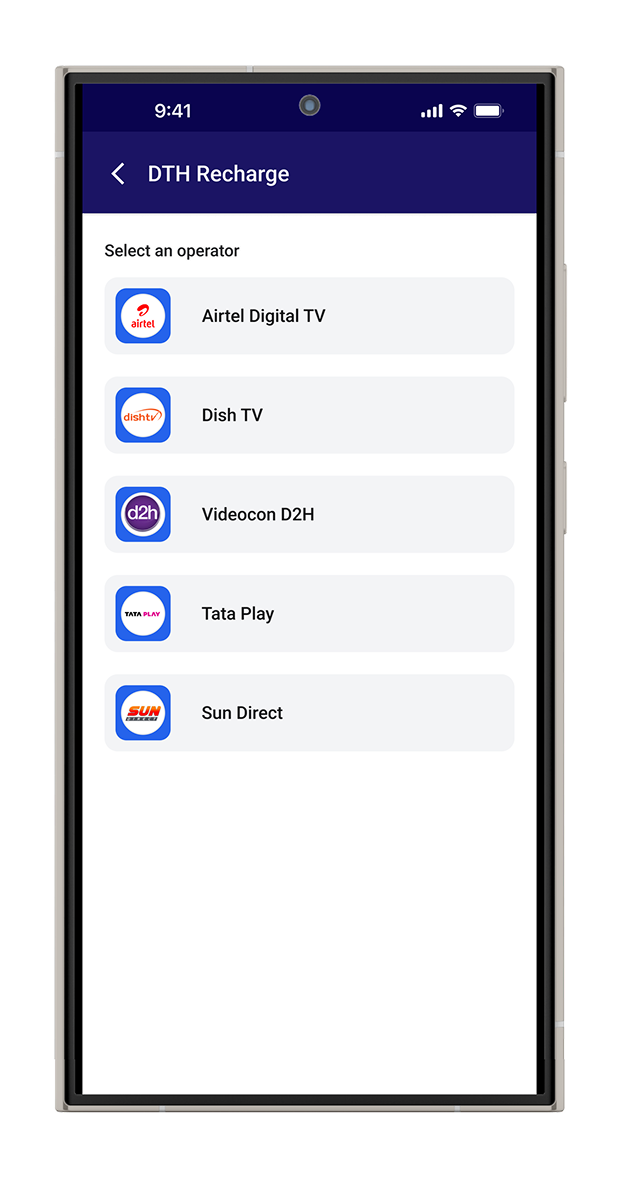 9:41
DTH Recharge
Select an operator
airtel
Airtel Digital TV
dishtv
Dish TV
d2h
Videocon D2H
TATA PLAY
Tata Play
SUN
DIRECT
Sun Direct